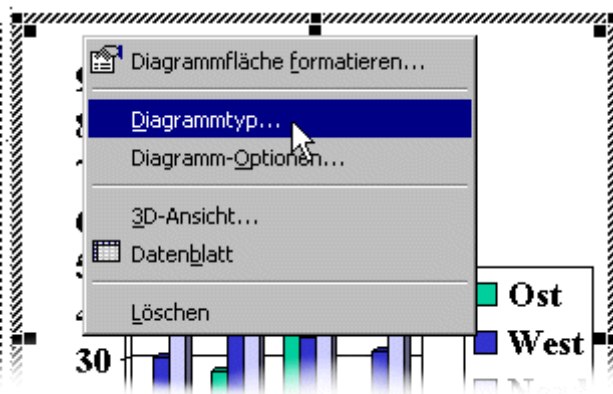 Diagrammfläche formatieren...
Diagrammtyp...
Diagramm-Optionen...
3D-Ansicht...
Datenblatt
Löschen
Ost
West
30